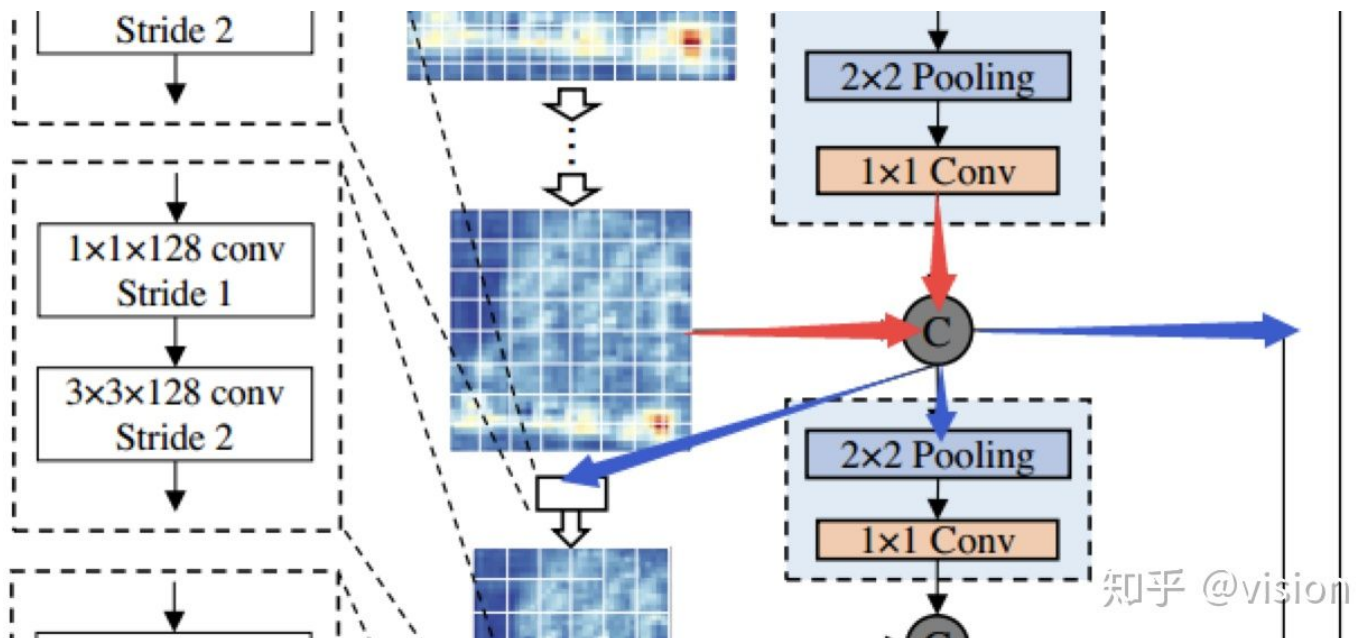 Stride 2
1×1×128 conv
Stride 1
3×3×128 conv
Stride 2
2×2 Pooling
1×1 Conv
C
2×2 Pooling
1×1 Conv
知乎 @vision